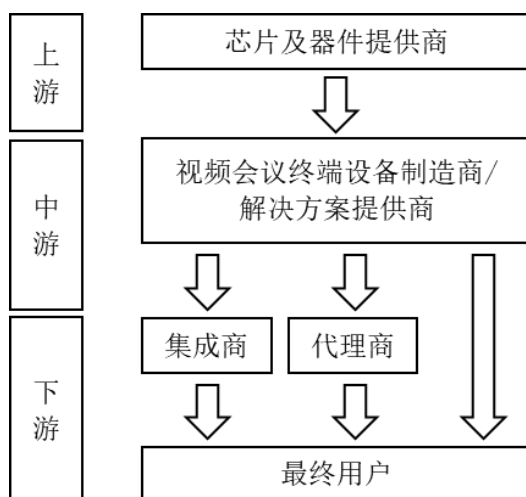 上游
芯片及器件提供商
中游
视频会议终端设备制造商/
解决方案提供商
下游
集成商
代理商
最终用户